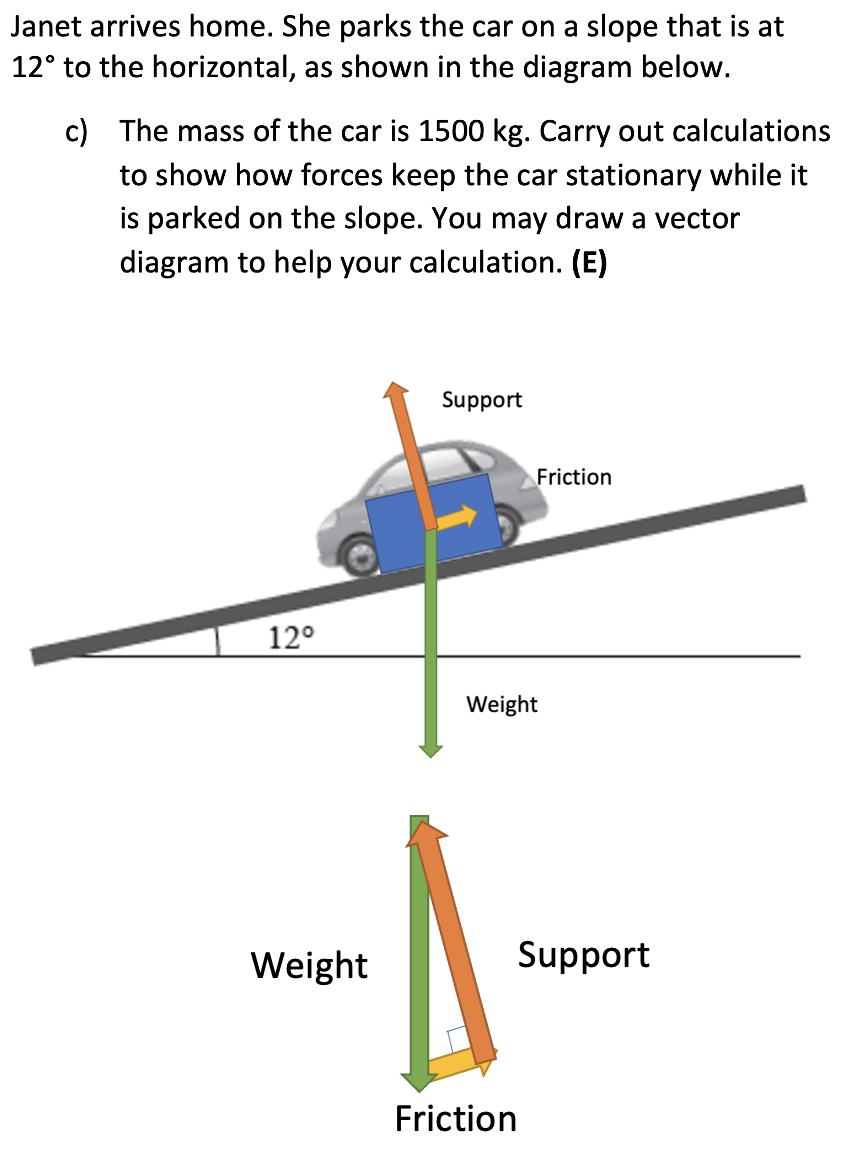 Janet arrives home. She parks the car on a slope that is at
12° to the horizontal, as shown in the diagram below.
c) The mass of the car is 1500 kg. Carry out calculations
to show how forces keep the car stationary while it
is parked on the slope. You may draw a vector
diagram to help your calculation. (E)
Support
Friction
12°
Weight
Weight
Support
Friction